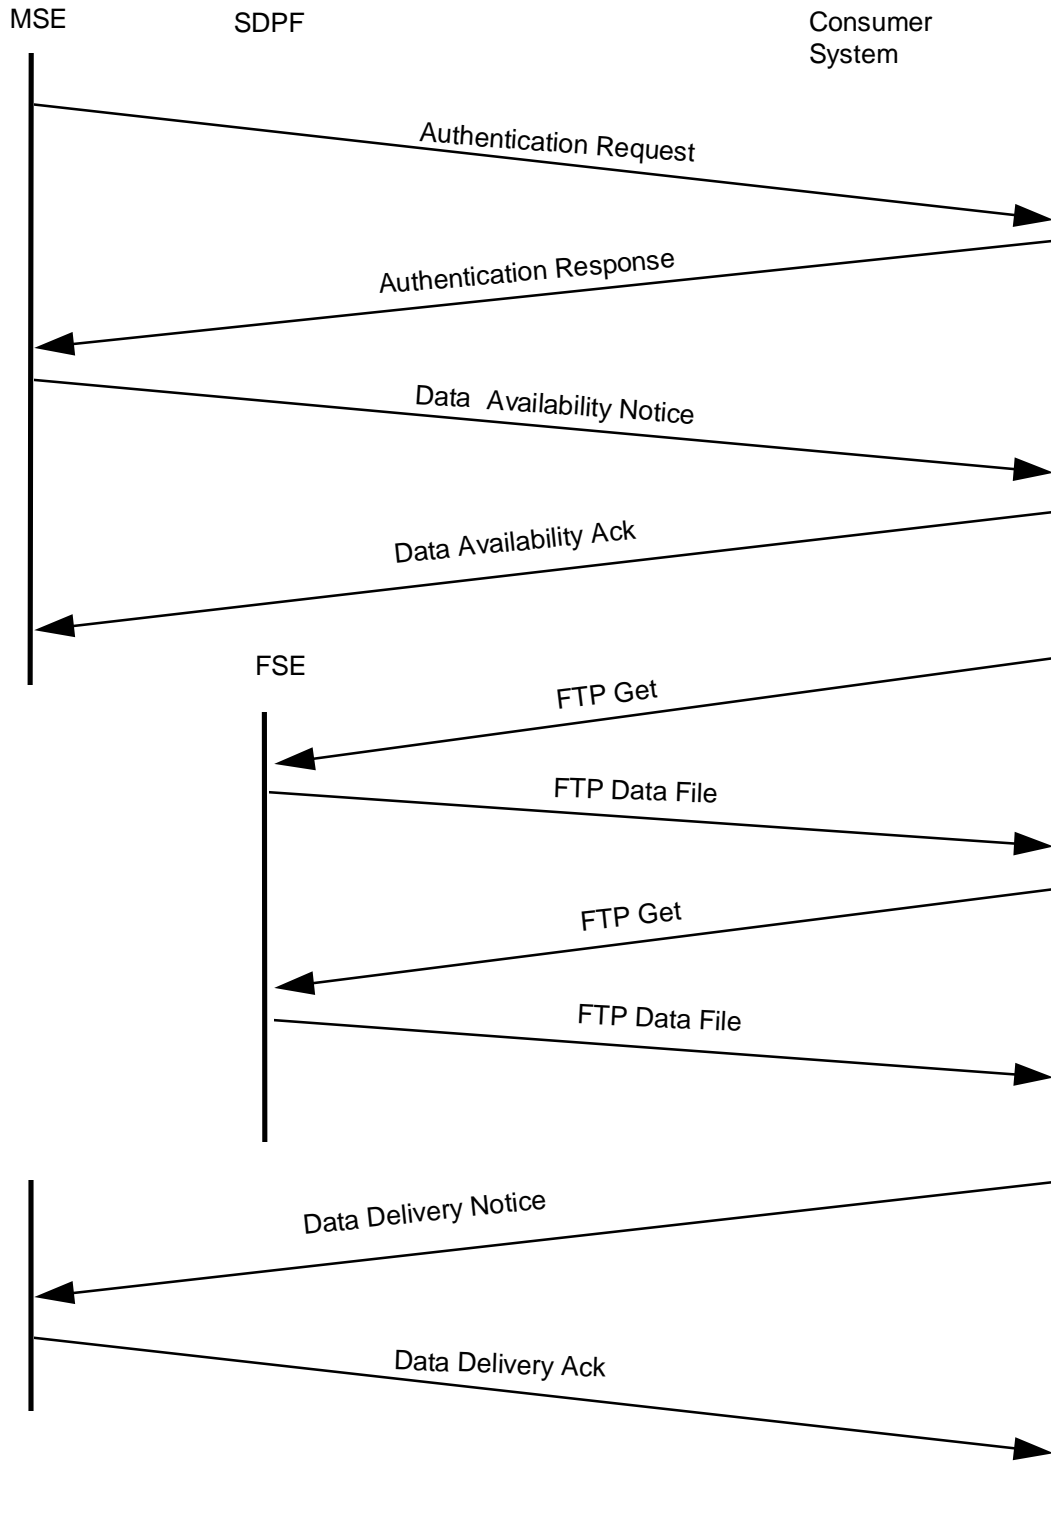 MSE
SDPF
Consumer
System
Authentication Request
Authentication Response
Data Availability Notice
Data Availability Ack
FSE
FTP Get
FTP Data File
FTP Get
FTP Data File
Data Delivery Notice
Data Delivery Ack